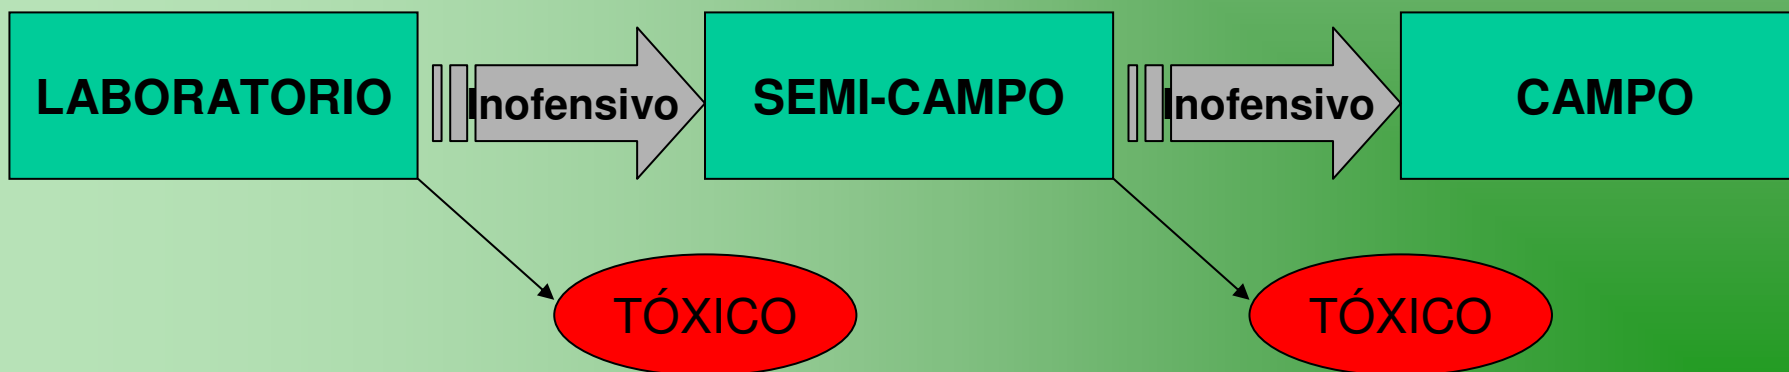 LABORATORIO
Inofensivo
SEMI-CAMPO
Inofensivo
CAMPO
TÓXICO
TÓXICO